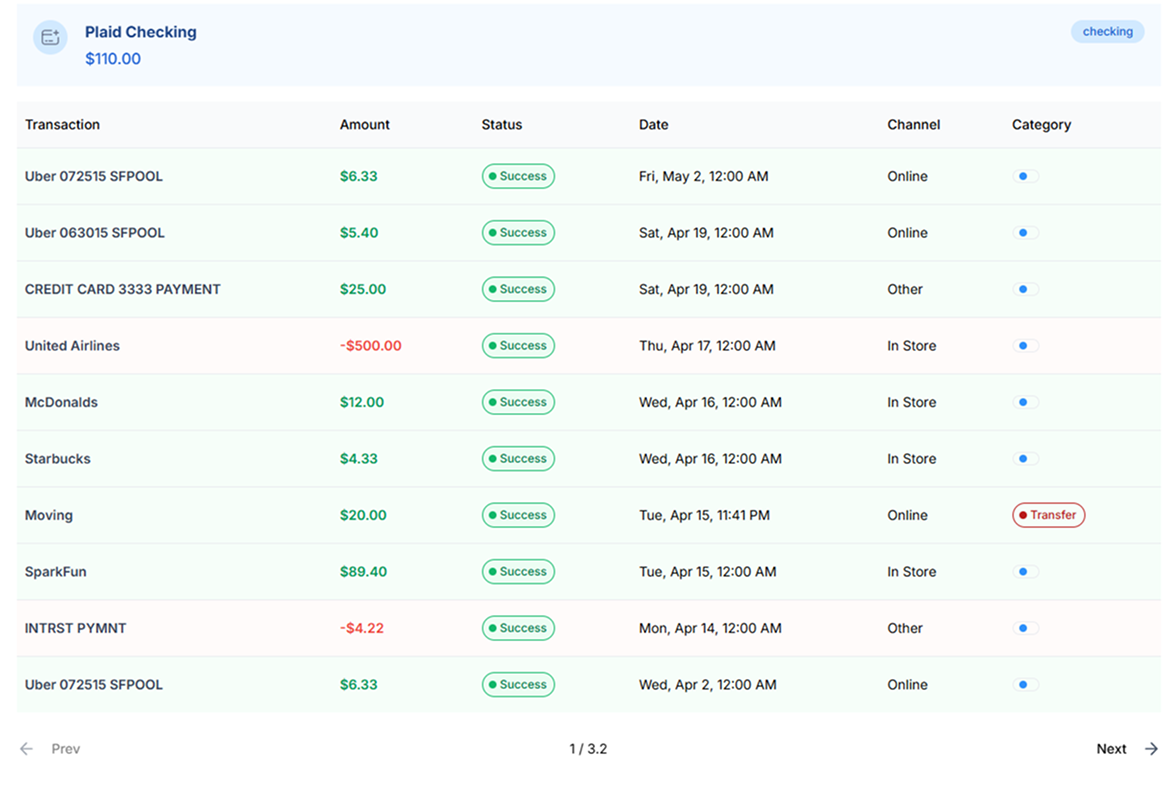 Plaid Checking
checking
$110.00
Transaction Amount Status Date Channel Category
Uber 072515 SFPOOL $6.33 Success Fri, May 2, 12:00 AM Online
Uber 063015 SFPOOL $5.40 Success Sat, Apr 19, 12:00 AM Online
CREDIT CARD 3333 PAYMENT $25.00 Success Sat, Apr 19, 12:00 AM Other
United Airlines -$500.00 Success Thu, Apr 17, 12:00 AM In Store
McDonalds $12.00 Success Wed, Apr 16, 12:00 AM In Store
Starbucks $4.33 Success Wed, Apr 16, 12:00 AM In Store
Moving $20.00 Success Tue, Apr 15, 11:41 PM Online Transfer
SparkFun $89.40 Success Tue, Apr 15, 12:00 AM In Store
INTRST PYMNT -$4.22 Success Mon, Apr 14, 12:00 AM Other
Uber 072515 SFPOOL $6.33 Success Wed, Apr 2, 12:00 AM Online
Prev 1 / 3.2 Next